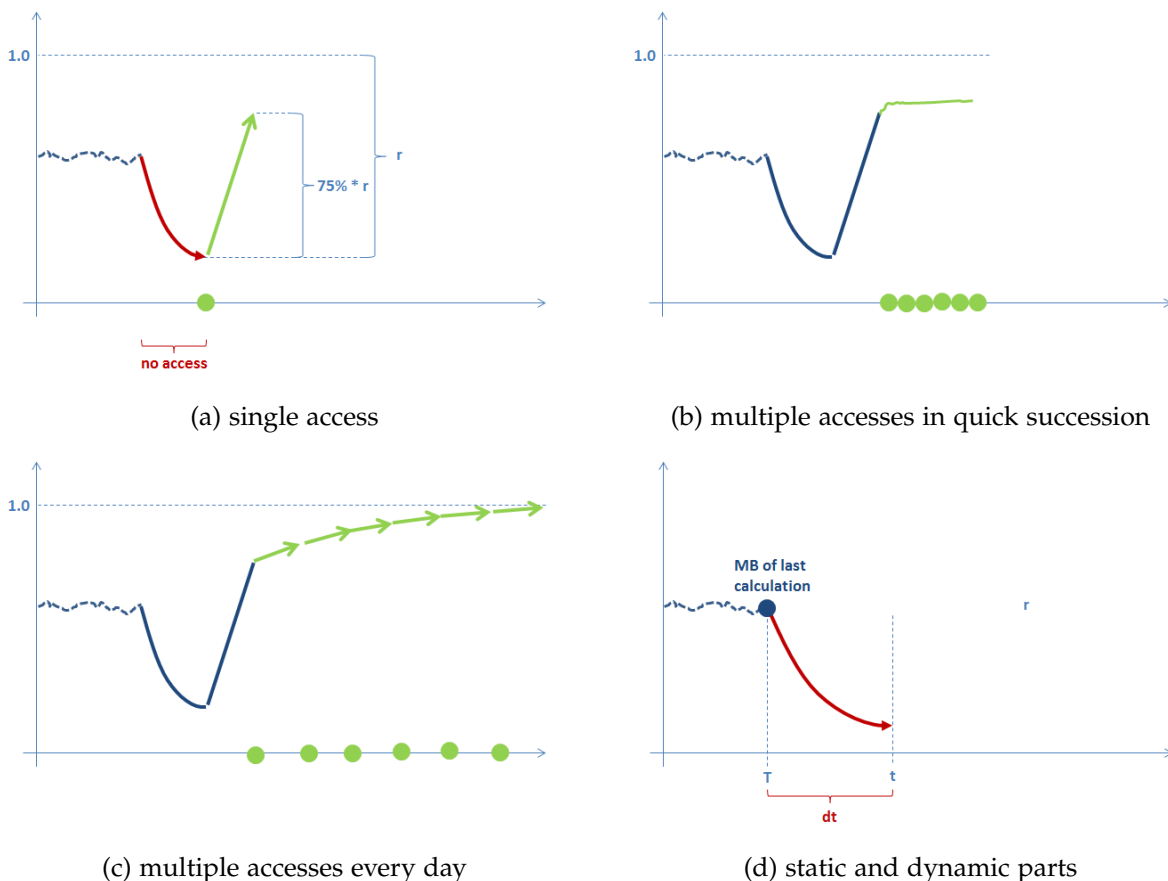 1.0
r
75% * r
no access
(a) single access
1.0
(b) multiple accesses in quick succession
1.0
(c) multiple accesses every day
MB of last
calculation
r
T
t
dt
(d) static and dynamic parts